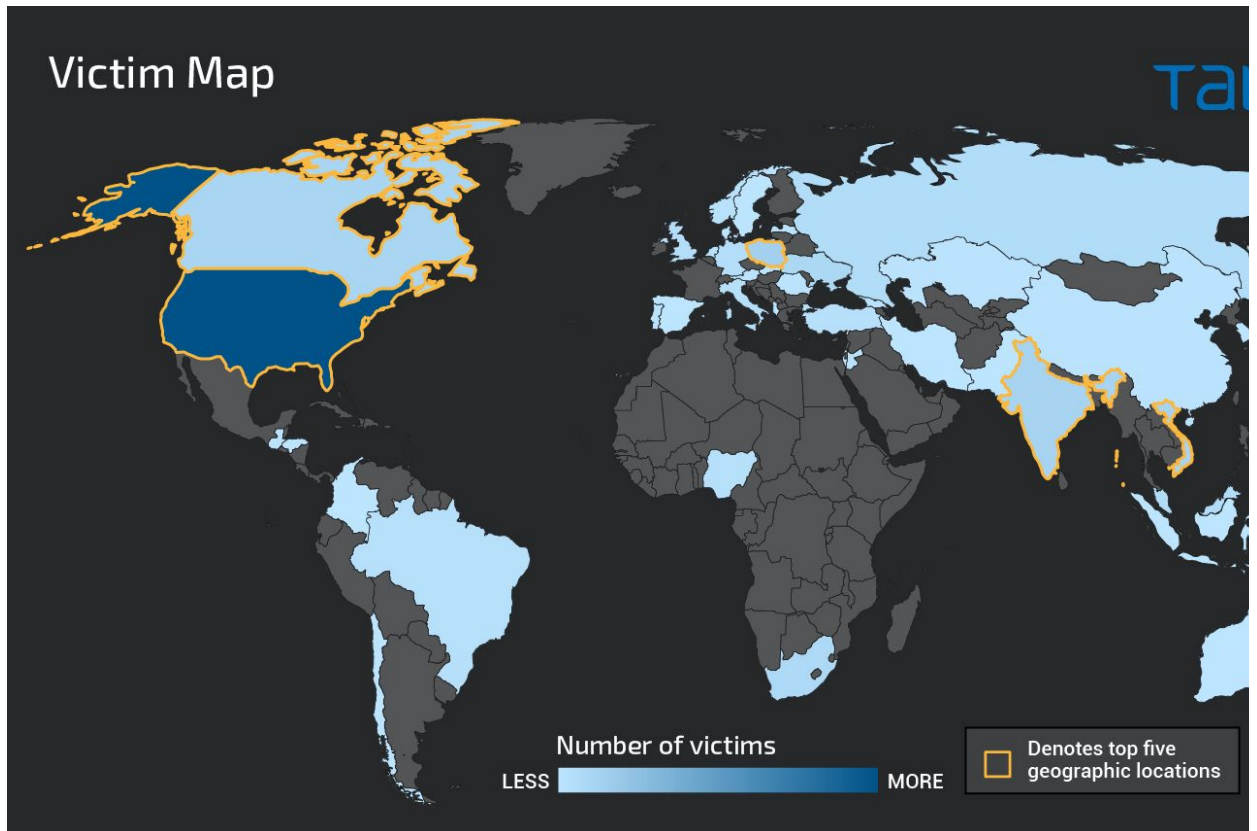 Victim Map
Number of victims
LESS
MORE
Denotes top five
geographic locations